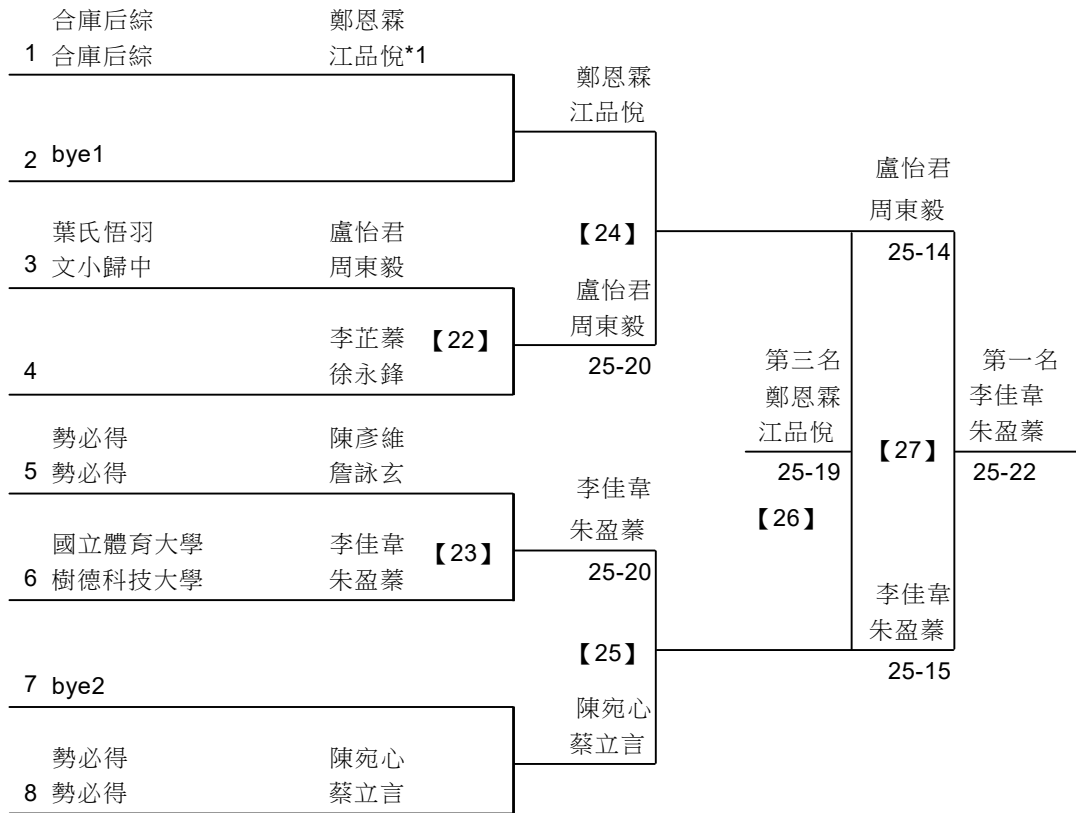 合庫后綜 鄭恩霖
1 合庫后綜 江品悅*1
鄭恩霖
江品悅
2 bye1
盧怡君
周東毅
25-14
葉氏悟羽 盧怡君
3 文小歸中 周東毅
【24】
盧怡君
周東毅
25-20
李芷蓁 【22】
4 徐永鋒
第三名
鄭恩霖
江品悅
25-19
【26】
【27】
第一名
李佳韋
朱盈蓁
25-22
勢必得 陳彥維
5 勢必得 詹詠玄
李佳韋
朱盈蓁
25-20
國立體育大學 李佳韋 【23】
6 樹德科技大學 朱盈蓁
李佳韋
朱盈蓁
25-15
【25】
7 bye2
陳宛心
蔡立言
勢必得 陳宛心
8 勢必得 蔡立言